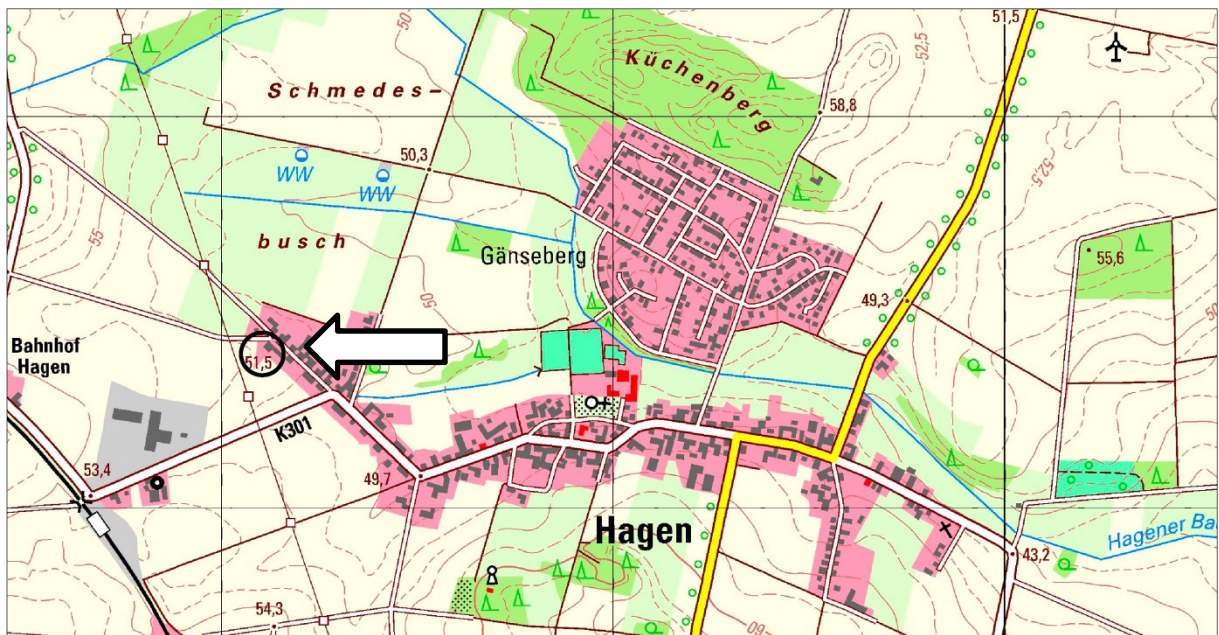 50
51,5
52,5
Küchenberg
Schmedes-
58,8
50,3
WW
WW
52,5
55
busch
Gänseberg
55,6
50
49,3
Bahnhof
Hagen
51,5
K301
53,4
49,7
Hagen
Hagener Ba
43,2
54,3
60